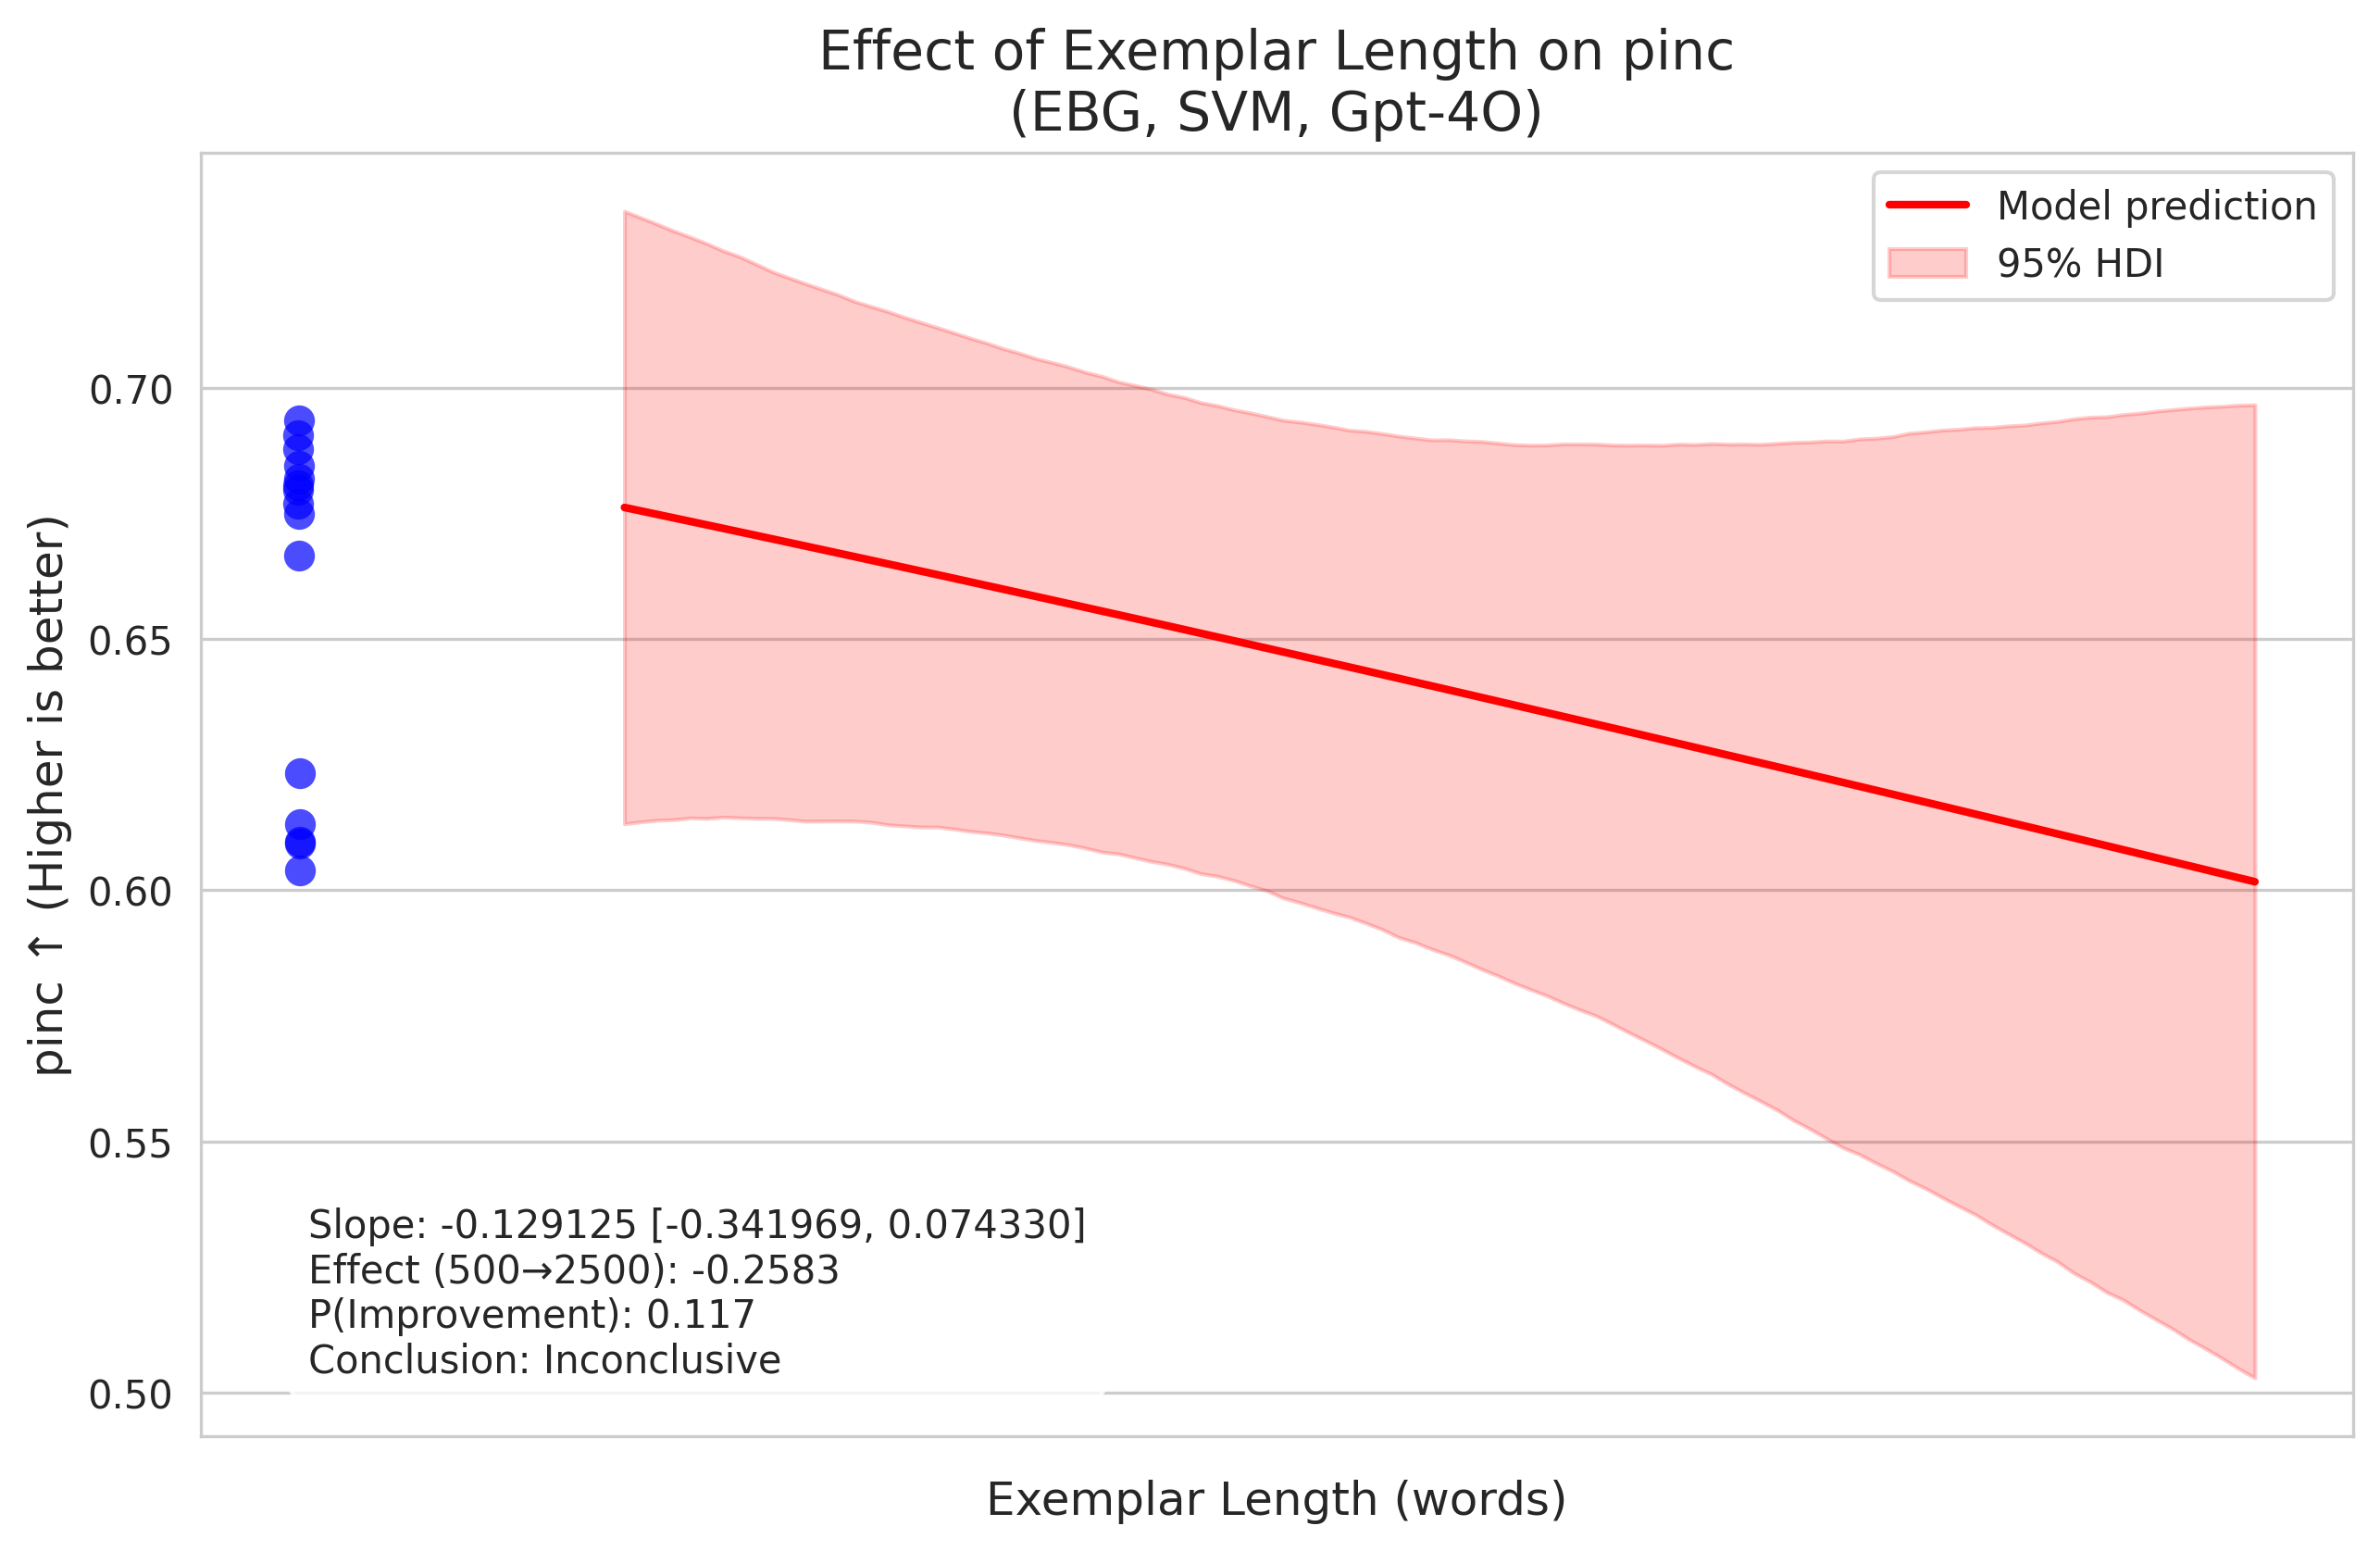 Effect of Exemplar Length on pinc
(EBG, SVM, Gpt-4O)
Model prediction
95% HDI
pinc ↑ (Higher is better)
0.70
0.65
0.60
0.55
0.50
Slope: -0.129125 [-0.341969, 0.074330]
Effect (500→2500): -0.2583
P(Improvement): 0.117
Conclusion: Inconclusive
Exemplar Length (words)